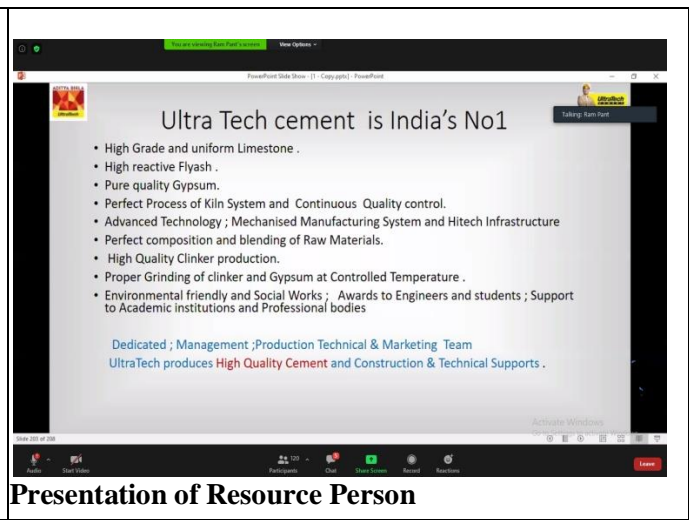 You are viewing Ram Pant's screen View Options
PowerPoint Slide Show - [1 - Copy.pptx] - PowerPoint
ADITYA BIRLA
UltraTech
UltraTech
CEMENT
Talking: Ram Pant
Ultra Tech cement is India's No1
• High Grade and uniform Limestone .
• High reactive Flyash .
• Pure quality Gypsum.
• Perfect Process of Kiln System and Continuous Quality control.
• Advanced Technology ; Mechanised Manufacturing System and Hitech Infrastructure
• Perfect composition and blending of Raw Materials.
• High Quality Clinker production.
• Proper Grinding of clinker and Gypsum at Controlled Temperature .
• Environmental friendly and Social Works ; Awards to Engineers and students ; Support
to Academic institutions and Professional bodies
Dedicated ; Management ;Production Technical & Marketing Team
UltraTech produces High Quality Cement and Construction & Technical Supports .
Activate Windows
Slide 203 of 208
120
Audio Start Video Participants Chat Share Screen Record Reactions Leave
Presentation of Resource Person